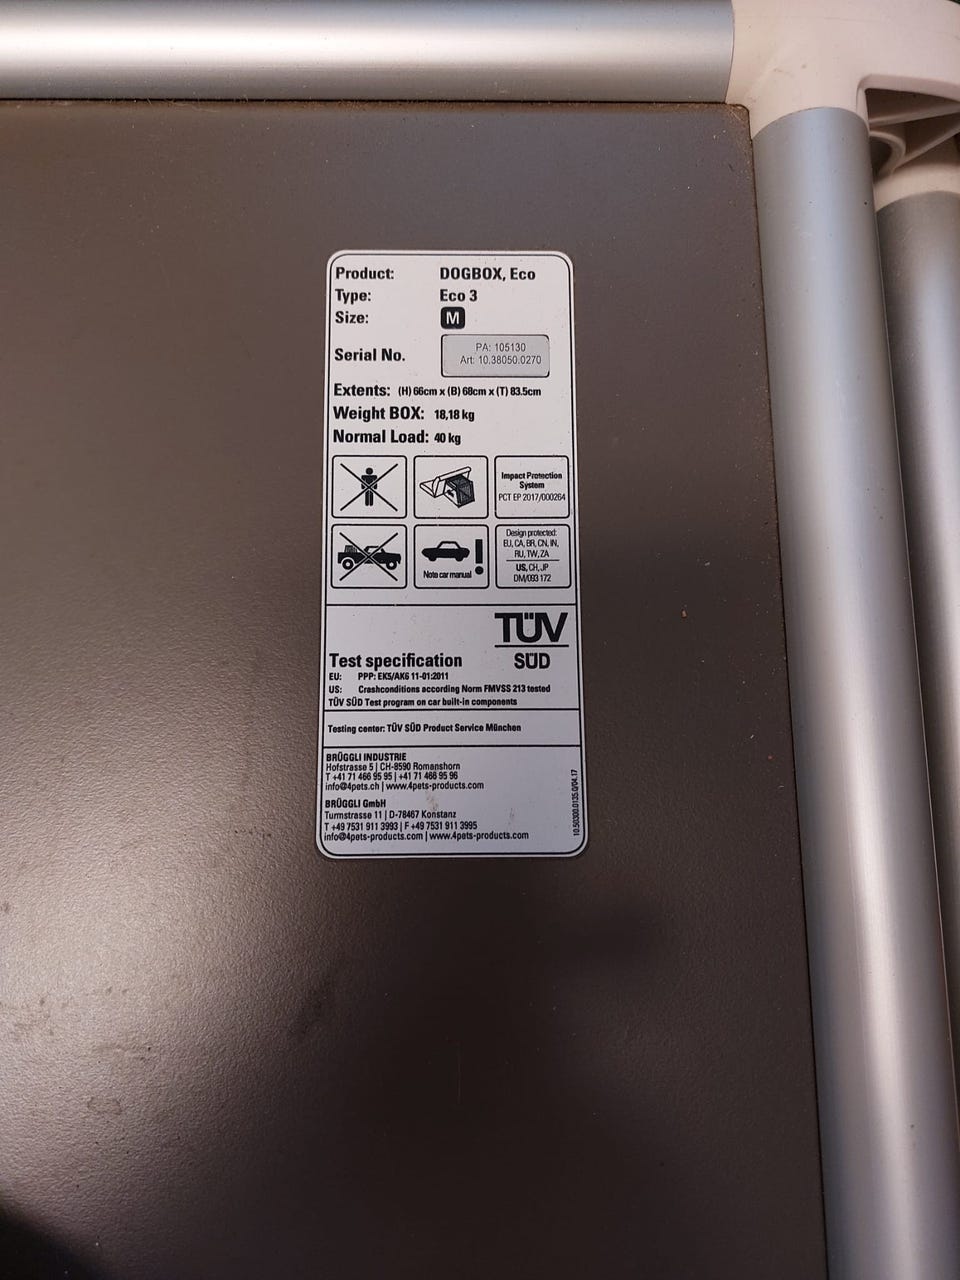 Product: DOGBOX, Eco
Type: Eco 3
Size: M
Serial No. PA: 105130
Art: 10.38050.0270
Extents: (H) 66cm x (B) 68cm x (T) 83.5cm
Weight BOX: 18,18 kg
Normal Load: 40 kg
Impact Protection
System
PCT EP 2017/000264
Note car manual !
Design protected:
EU, CA, BR, CN, IN,
RU, TW, ZA
US, CH, JP
DM/093 172
TÜV
SÜD
Test specification
EU: PPP: EK5/AK6 11-01:2011
US: Crashconditions according Norm FMVSS 213 tested
TÜV SÜD Test program on car built-in components
Testing center: TÜV SÜD Product Service München
BRÜGGLI INDUSTRIE
Hofstrasse 5 | CH-8590 Romanshorn
T +41 71 466 95 95 | +41 71 466 95 96
info@4pets.ch | www.4pets-products.com
BRÜGGLI GmbH
Turmstrasse 11 | D-78467 Konstanz
T +49 7531 911 3993 | F +49 7531 911 3995
info@4pets-products.com | www.4pets-products.com
10.50300.0135.0/04.17